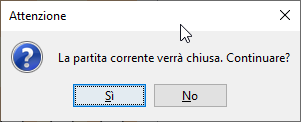 Attenzione
La partita corrente verrà chiusa. Continuare?
Sì
No